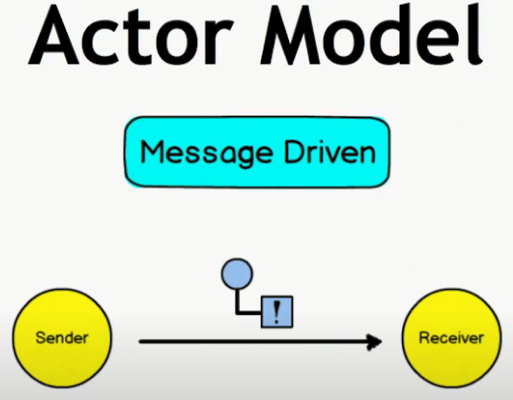 Actor Model
Message Driven
!
Sender
Receiver